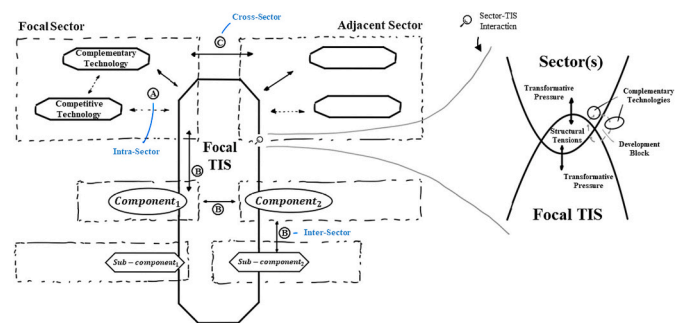 Cross-Sector
Focal Sector
Adjacent Sector
C
Complementary
Technology
A
Competitive
Technology
Intra-Sector
Focal
TIS
B
Component₁
B
Component₂
B
Inter-Sector
Sub-component₁
Sub-component₂
Sector-TIS
Interaction
Sector(s)
Transformative
Pressure
Complementary
Technologies
Structural
Tensions
Development
Block
Transformative
Pressure
Focal TIS